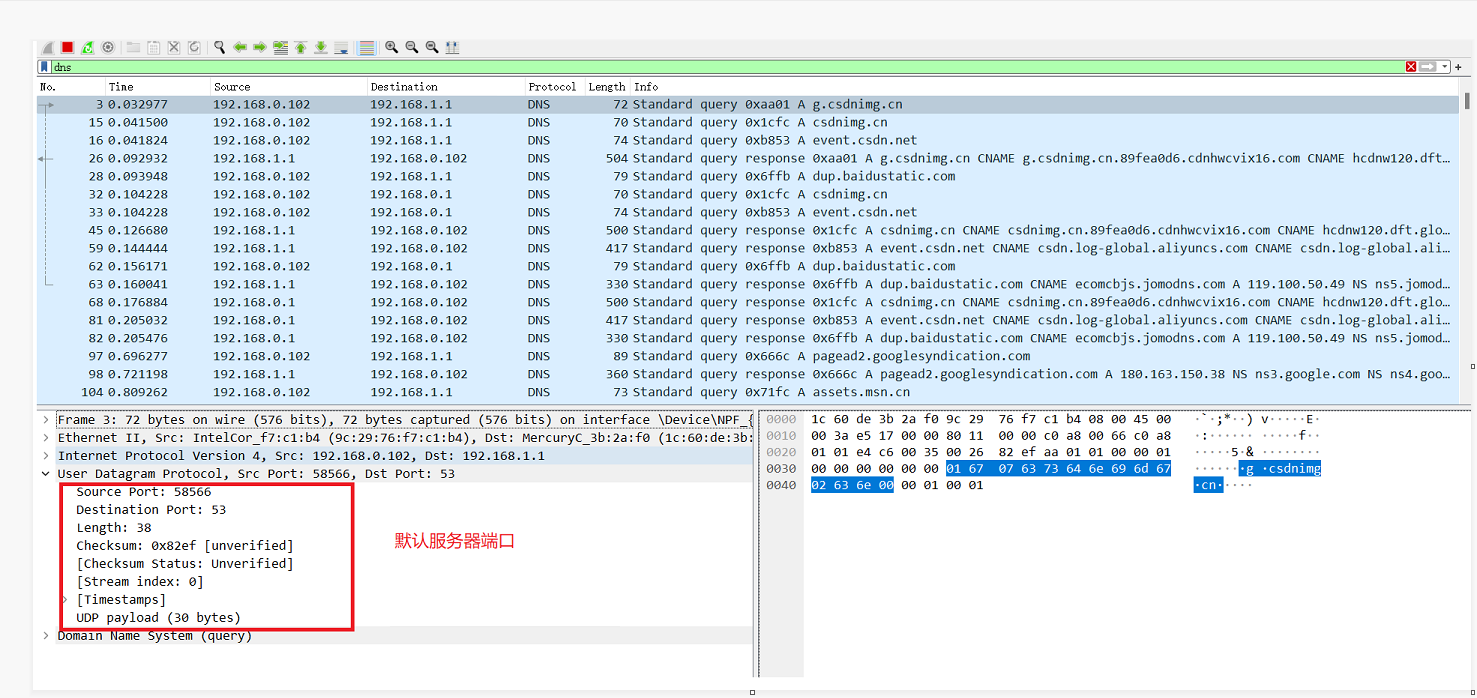 dns
No. Time Source Destination Protocol Length Info
3 0.032977 192.168.0.102 192.168.1.1 DNS 72 Standard query 0xaa01 A g.csdnimg.cn
15 0.041500 192.168.0.102 192.168.1.1 DNS 70 Standard query 0x1cfc A csdnimg.cn
16 0.041824 192.168.0.102 192.168.1.1 DNS 74 Standard query 0xb853 A event.csdn.net
26 0.092932 192.168.1.1 192.168.0.102 DNS 504 Standard query response 0xaa01 A g.csdnimg.cn CNAME g.csdnimg.cn.89fea0d6.cdnhwcvix16.com CNAME hcdnw120.dft…
28 0.093948 192.168.0.102 192.168.1.1 DNS 79 Standard query 0x6ffb A dup.baidustatic.com
32 0.104228 192.168.0.102 192.168.0.1 DNS 70 Standard query 0x1cfc A csdnimg.cn
33 0.104228 192.168.0.102 192.168.0.1 DNS 74 Standard query 0xb853 A event.csdn.net
45 0.126680 192.168.1.1 192.168.0.102 DNS 500 Standard query response 0x1cfc A csdnimg.cn CNAME csdnimg.cn.89fea0d6.cdnhwcvix16.com CNAME hcdnw120.dft.glo…
59 0.144444 192.168.1.1 192.168.0.102 DNS 417 Standard query response 0xb853 A event.csdn.net CNAME csdn.log-global.aliyuncs.com CNAME csdn.log-global.ali…
62 0.156171 192.168.0.102 192.168.0.1 DNS 79 Standard query 0x6ffb A dup.baidustatic.com
63 0.160041 192.168.1.1 192.168.0.102 DNS 330 Standard query response 0x6ffb A dup.baidustatic.com CNAME ecomcbjs.jomodns.com A 119.100.50.49 NS ns5.jomod…
68 0.176884 192.168.0.1 192.168.0.102 DNS 500 Standard query response 0x1cfc A csdnimg.cn CNAME csdnimg.cn.89fea0d6.cdnhwcvix16.com CNAME hcdnw120.dft.glo…
81 0.205032 192.168.0.1 192.168.0.102 DNS 417 Standard query response 0xb853 A event.csdn.net CNAME csdn.log-global.aliyuncs.com CNAME csdn.log-global.ali…
82 0.205476 192.168.0.1 192.168.0.102 DNS 330 Standard query response 0x6ffb A dup.baidustatic.com CNAME ecomcbjs.jomodns.com A 119.100.50.49 NS ns5.jomod…
97 0.696277 192.168.0.102 192.168.1.1 DNS 89 Standard query 0x666c A pagead2.googlesyndication.com
98 0.721198 192.168.1.1 192.168.0.102 DNS 360 Standard query response 0x666c A pagead2.googlesyndication.com A 180.163.150.38 NS ns3.google.com NS ns4.goo…
104 0.809262 192.168.0.102 192.168.1.1 DNS 73 Standard query 0x71fc A assets.msn.cn
Frame 3: 72 bytes on wire (576 bits), 72 bytes captured (576 bits) on interface \Device\NPF_{
Ethernet II, Src: IntelCor_f7:c1:b4 (9c:29:76:f7:c1:b4), Dst: MercuryC_3b:2a:f0 (1c:60:de:3b:
Internet Protocol Version 4, Src: 192.168.0.102, Dst: 192.168.1.1
User Datagram Protocol, Src Port: 58566, Dst Port: 53
Source Port: 58566
Destination Port: 53
Length: 38
Checksum: 0x82ef [unverified]
[Checksum Status: Unverified]
[Stream index: 0]
[Timestamps]
UDP payload (30 bytes)
Domain Name System (query)
默认服务器端口
0000 1c 60 de 3b 2a f0 9c 29 76 f7 c1 b4 08 00 45 00 ·`·;*··) v·····E·
0010 00 3a e5 17 00 00 80 11 00 00 c0 a8 00 66 c0 a8 ·:······ ·····f··
0020 01 01 e4 c6 00 35 00 26 82 ef aa 01 01 00 00 01 ·····5·& ········
0030 00 00 00 00 00 00 01 67 07 63 73 64 6e 69 6d 67 ·······g ·csdnimg
0040 02 63 6e 00 00 01 00 01 ·cn·····